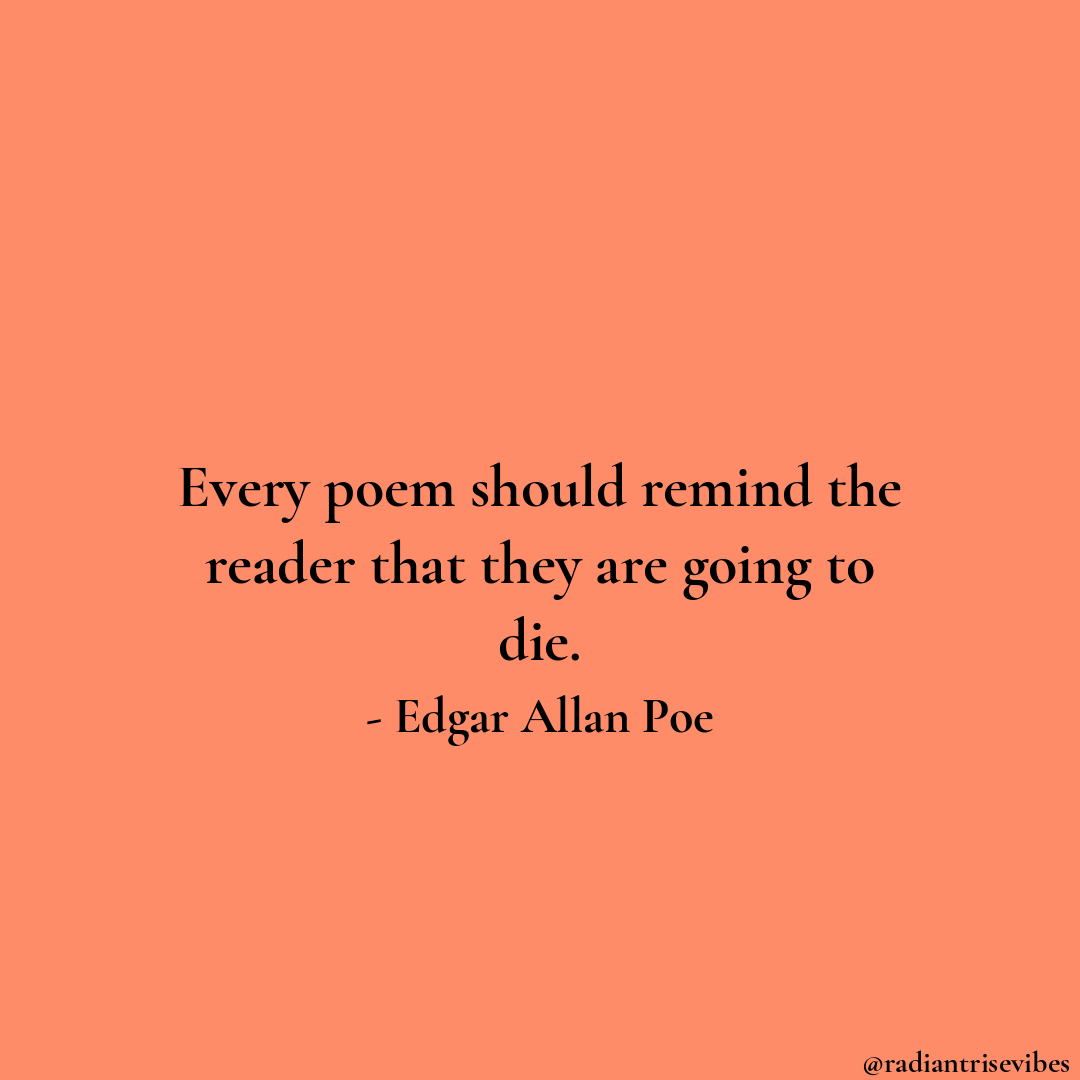 Every poem should remind the
reader that they are going to
die.
- Edgar Allan Poe
@radiantrisevibes